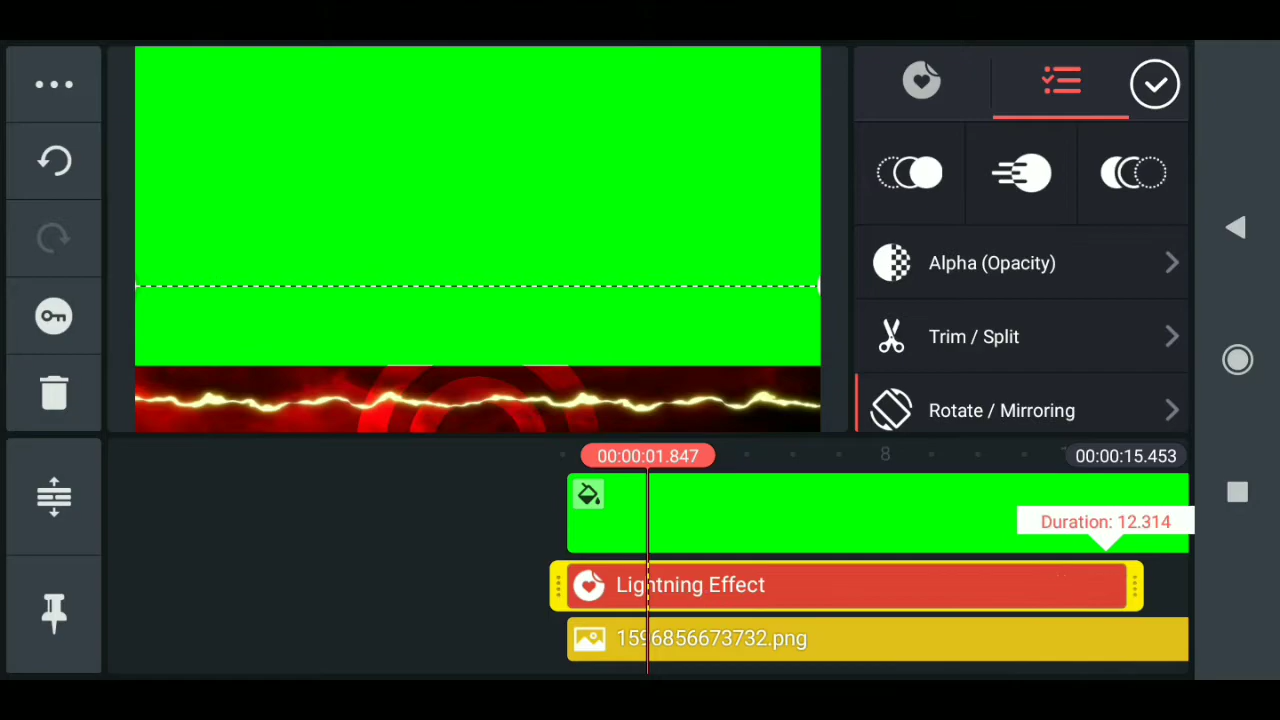 Alpha (Opacity)
Trim / Split
Rotate / Mirroring
00:00:01.847
8
00:00:15.453
Duration: 12.314
Lightning Effect
1596856673732.png